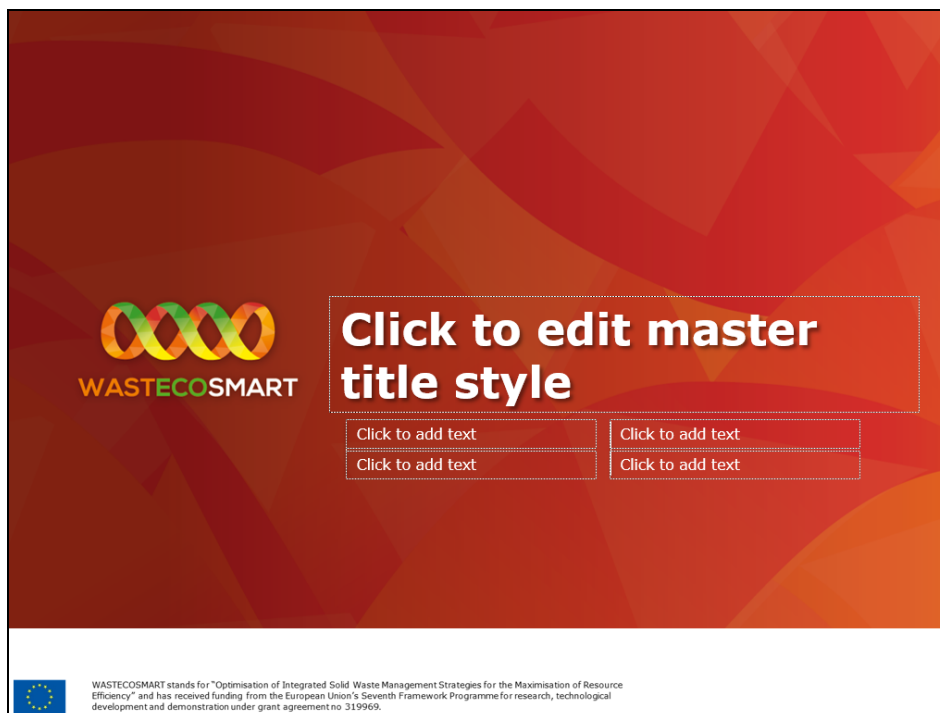 Click to edit master
title style
WASTECOSMART
Click to add text
Click to add text
Click to add text
Click to add text
WASTECOSMART stands for “Optimisation of Integrated Solid Waste Management Strategies for the Maximisation of Resource
Efficiency” and has received funding from the European Union’s Seventh Framework Programme for research, technological
development and demonstration under grant agreement no 319969.